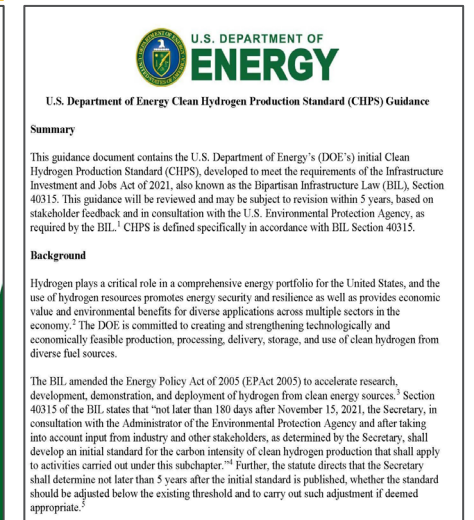 U.S. DEPARTMENT OF
ENERGY
U.S. Department of Energy Clean Hydrogen Production Standard (CHPS) Guidance
Summary
This guidance document contains the U.S. Department of Energy's (DOE's) initial Clean
Hydrogen Production Standard (CHPS), developed to meet the requirements of the Infrastructure
Investment and Jobs Act of 2021, also known as the Bipartisan Infrastructure Law (BIL), Section
40315. This guidance will be reviewed and may be subject to revision within 5 years, based on
stakeholder feedback and in consultation with the U.S. Environmental Protection Agency, as
required by the BIL.¹ CHPS is defined specifically in accordance with BIL Section 40315.
Background
Hydrogen plays a critical role in a comprehensive energy portfolio for the United States, and the
use of hydrogen resources promotes energy security and resilience as well as provides economic
value and environmental benefits for diverse applications across multiple sectors in the
economy.² The DOE is committed to creating and strengthening technologically and
economically feasible production, processing, delivery, storage, and use of clean hydrogen from
diverse fuel sources.
The BIL amended the Energy Policy Act of 2005 (EPAct 2005) to accelerate research,
development, demonstration, and deployment of hydrogen from clean energy sources.³ Section
40315 of the BIL states that "not later than 180 days after November 15, 2021, the Secretary, in
consultation with the Administrator of the Environmental Protection Agency and after taking
into account input from industry and other stakeholders, as determined by the Secretary, shall
develop an initial standard for the carbon intensity of clean hydrogen production that shall apply
to activities carried out under this subchapter."⁴ Further, the statute directs that the Secretary
shall determine not later than 5 years after the initial standard is published, whether the standard
should be adjusted below the existing threshold and to carry out such adjustment if deemed
appropriate.⁵